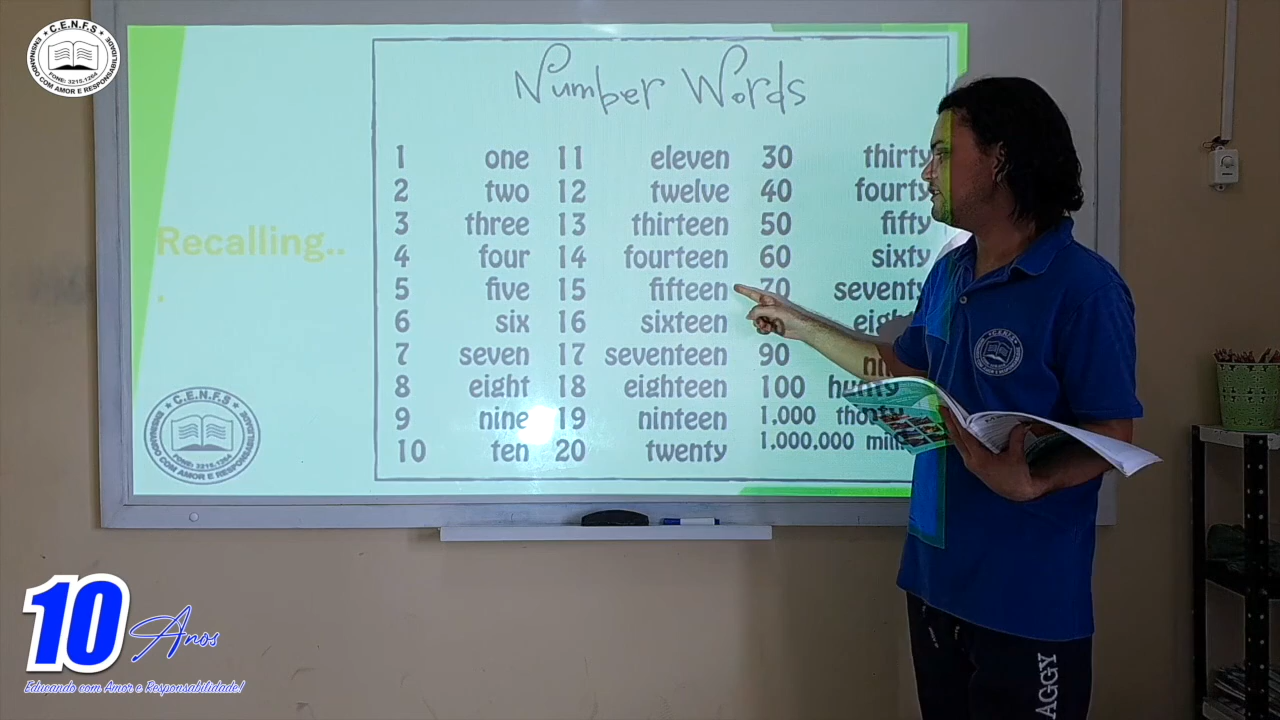 C.E.N.F.S
ENSINANDO COM AMOR E RESPONSABILIDADE
FONE: 3215.1264
Number Words
1 one 11 eleven 30 thirty
2 two 12 twelve 40 fourty
3 three 13 thirteen 50 fifty
Recalling..
.
4 four 14 fourteen 60 sixty
5 five 15 fifteen 70 seventy
6 six 16 sixteen
7 seven 17 seventeen 90
8 eight 18 eighteen 100
9 nine 19 ninteen 1,000
10 ten 20 twenty 1,000,000
C.E.N.F.S
ENSINANDO COM AMOR E RESPONSABILIDADE
FONE: 3215.1264
C.E.N.F.S
AGGY
10 Anos
Educando com Amor e Responsabilidade!